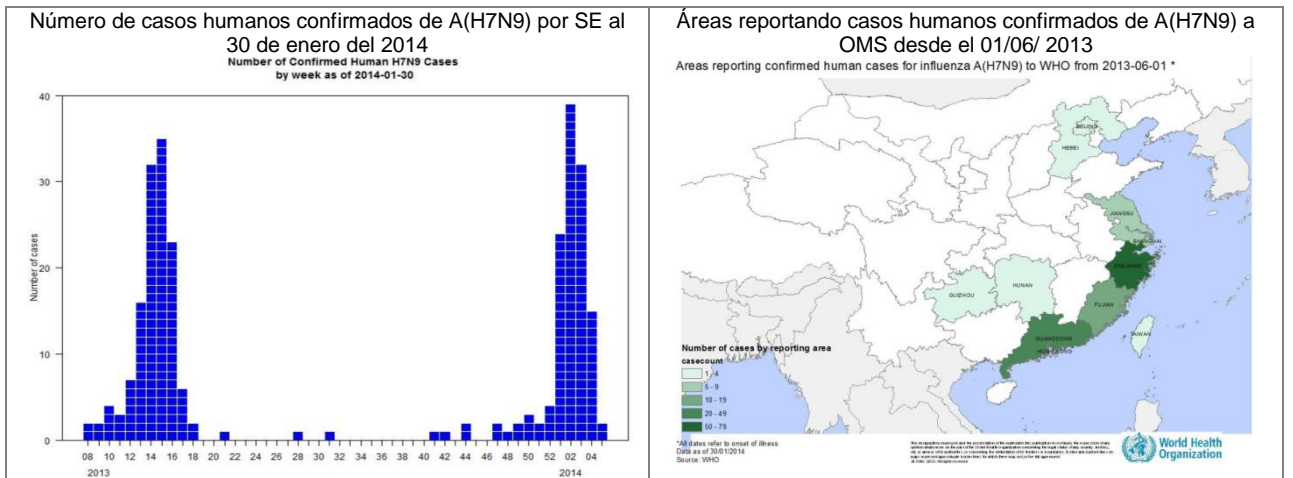 Número de casos humanos confirmados de A(H7N9) por SE al
30 de enero del 2014
Number of Confirmed Human H7N9 Cases
by week as of 2014-01-30
40
30
20
10
0
Number of cases
08 10 12 14 16 18 20 22 24 26 28 30 32 34 36 38 40 42 44 46 48 50 52 02 04
2013 2014
Áreas reportando casos humanos confirmados de A(H7N9) a
OMS desde el 01/06/ 2013
Areas reporting confirmed human cases for influenza A(H7N9) to WHO from 2013-06-01 *
BEIJING
HEBEI
JIANGSU
SHANGHAI
ZHEJIANG
HUNAN
GUIZHOU
FUJIAN
TAIWAN
GUANGDONG
HONG KONG
Number of cases by reporting area
casecount
1 - 4
5 - 9
10 - 19
20 - 49
50 - 79
*All dates refer to onset of illness
Data as of 30/01/2014
Source: WHO
World Health
Organization